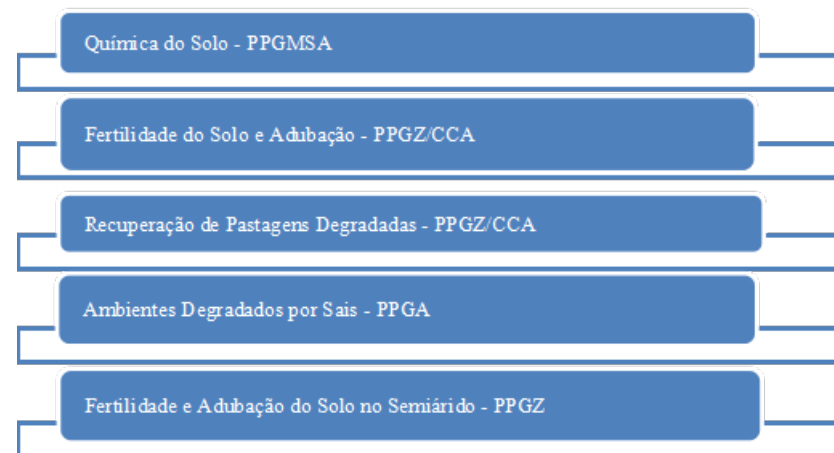 Química do Solo - PPGMSA
Fertilidade do Solo e Adubação - PPGZ/CCA
Recuperação de Pastagens Degradadas - PPGZ/CCA
Ambientes Degradados por Sais - PPGA
Fertilidade e Adubação do Solo no Semiárido - PPGZ